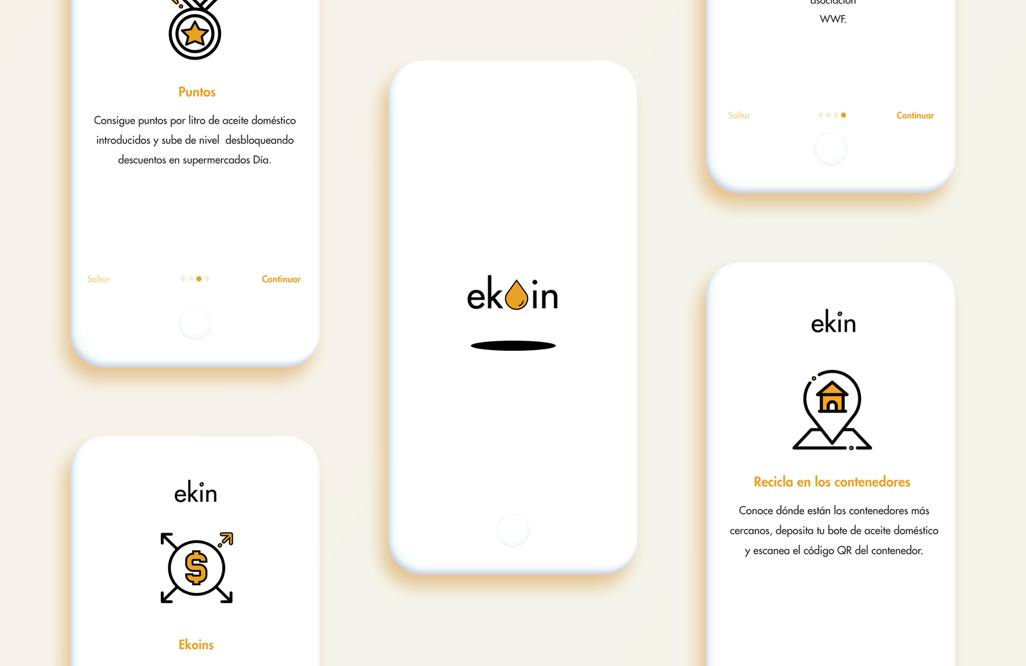 Puntos
Consigue puntos por litro de aceite doméstico
introducidos y sube de nivel desbloqueando
descuentos en supermercados Día.
Saltar
Continuar
ekin
$
Ekoins
ekoin
asociación
WWF.
Saltar
Continuar
ekin
Recicla en los contenedores
Conoce dónde están los contenedores más
cercanos, deposita tu bote de aceite doméstico
y escanea el código QR del contenedor.